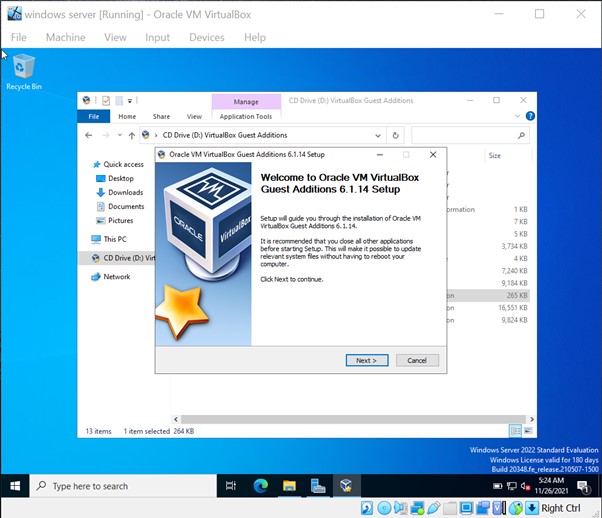 windows server [Running] - Oracle VM VirtualBox
File Machine View Input Devices Help
Recycle Bin
Manage
CD Drive (D:) VirtualBox Guest Additions
File Home Share View Application Tools
CD Drive (D:) VirtualBox Guest Additions
Quick access
Desktop
Downloads
Documents
Pictures
This PC
CD Drive (D:) Virt
Network
Size
ormation 1 KB
7 KB
5 KB
3,734 KB
4 KB
7,240 KB
9,184 KB
on 265 KB
on 16,551 KB
on 9,824 KB
Oracle VM VirtualBox Guest Additions 6.1.14 Setup
ORACLE
VirtualBox
Welcome to Oracle VM VirtualBox
Guest Additions 6.1.14 Setup
Setup will guide you through the installation of Oracle VM
VirtualBox Guest Additions 6.1.14.
It is recommended that you close all other applications
before starting Setup. This will make it possible to update
relevant system files without having to reboot your
computer.
Click Next to continue.
Next > Cancel
13 items 1 item selected 264 KB
Windows Server 2022 Standard Evaluation
Windows License valid for 180 days
Build 20348.fe_release.210507-1500
Type here to search
5:24 AM
11/26/2021
1
Right Ctrl